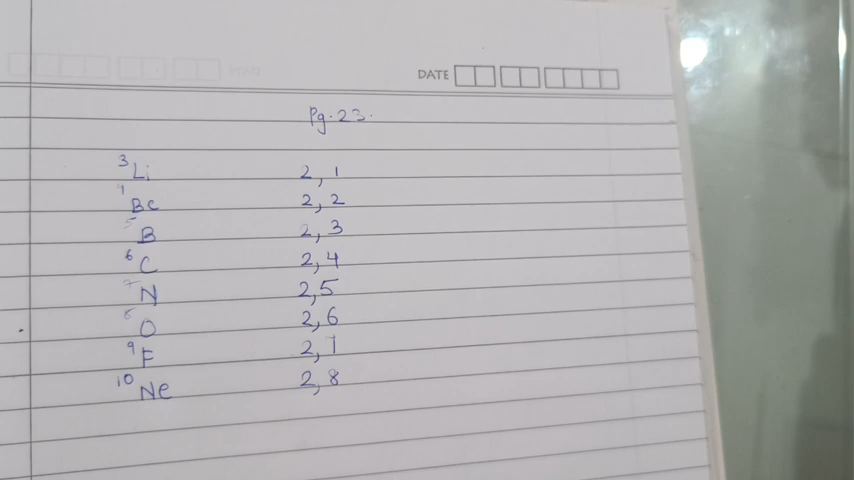 DATE
Pg. 23.
3Li 2, 1
4Be 2, 2
5B 2, 3
6C 2, 4
7N 2,5
8O 2,6
9F 2,7
10Ne 2,8